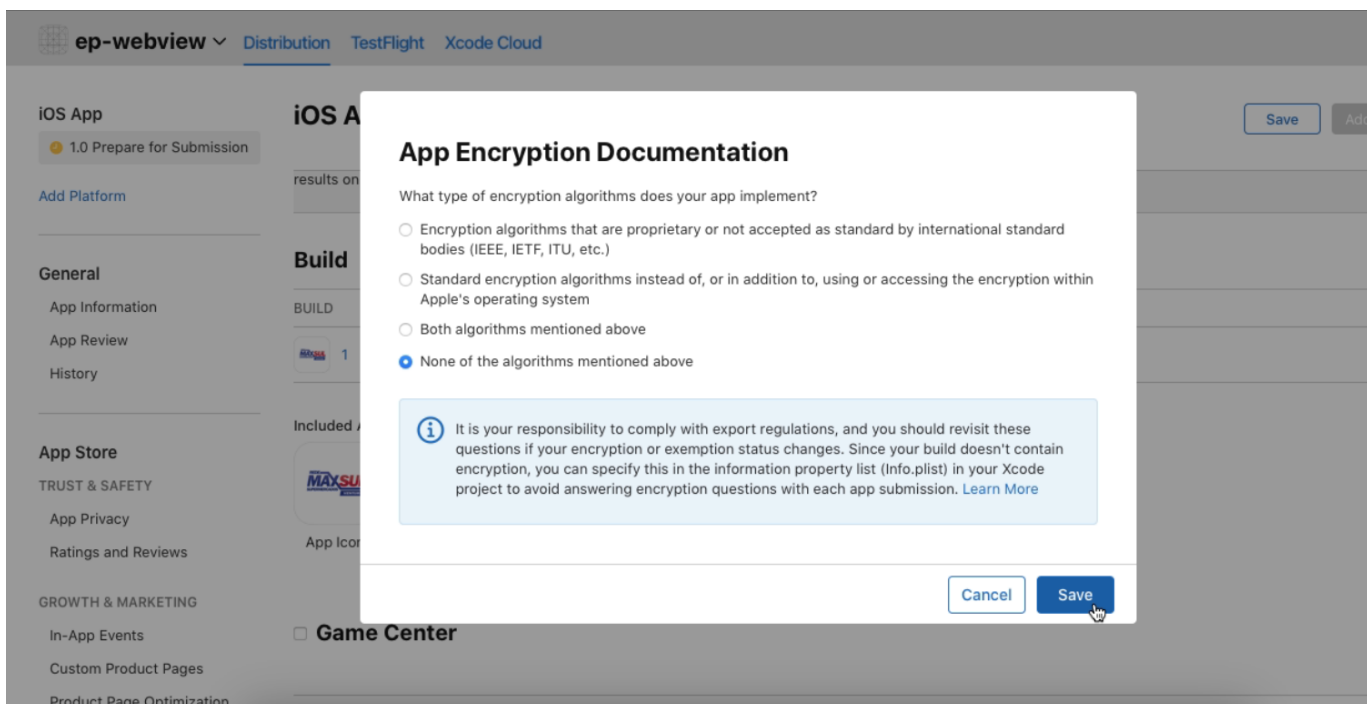 ep-webview Distribution TestFlight Xcode Cloud
iOS App
1.0 Prepare for Submission
Add Platform
General
App Information
App Review
History
App Store
TRUST & SAFETY
App Privacy
Ratings and Reviews
GROWTH & MARKETING
In-App Events
Custom Product Pages
Product Page Optimization
iOS A
Save
results on
Build
BUILD
1
Included
App Icon
Game Center
App Encryption Documentation
What type of encryption algorithms does your app implement?
Encryption algorithms that are proprietary or not accepted as standard by international standard
bodies (IEEE, IETF, ITU, etc.)
Standard encryption algorithms instead of, or in addition to, using or accessing the encryption within
Apple's operating system
Both algorithms mentioned above
None of the algorithms mentioned above
It is your responsibility to comply with export regulations, and you should revisit these
questions if your encryption or exemption status changes. Since your build doesn't contain
encryption, you can specify this in the information property list (Info.plist) in your Xcode
project to avoid answering encryption questions with each app submission. Learn More
Cancel Save